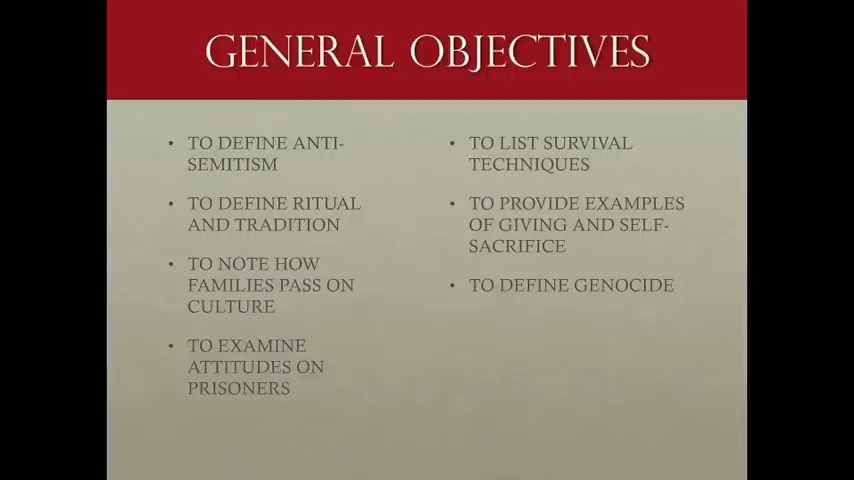 GENERAL OBJECTIVES
• TO DEFINE ANTI-
SEMITISM
• TO DEFINE RITUAL
AND TRADITION
• TO NOTE HOW
FAMILIES PASS ON
CULTURE
• TO EXAMINE
ATTITUDES ON
PRISONERS
• TO LIST SURVIVAL
TECHNIQUES
• TO PROVIDE EXAMPLES
OF GIVING AND SELF-
SACRIFICE
• TO DEFINE GENOCIDE